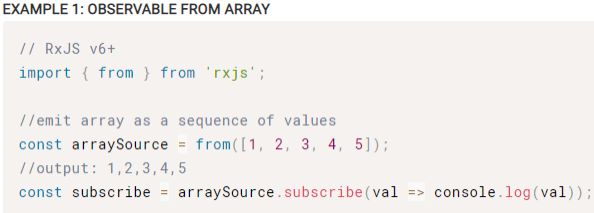 EXAMPLE 1: OBSERVABLE FROM ARRAY
// RxJS v6+
import { from } from 'rxjs';
//emit array as a sequence of values
const arraySource = from([1, 2, 3, 4, 5]);
//output: 1,2,3,4,5
const subscribe = arraySource.subscribe(val => console.log(val));